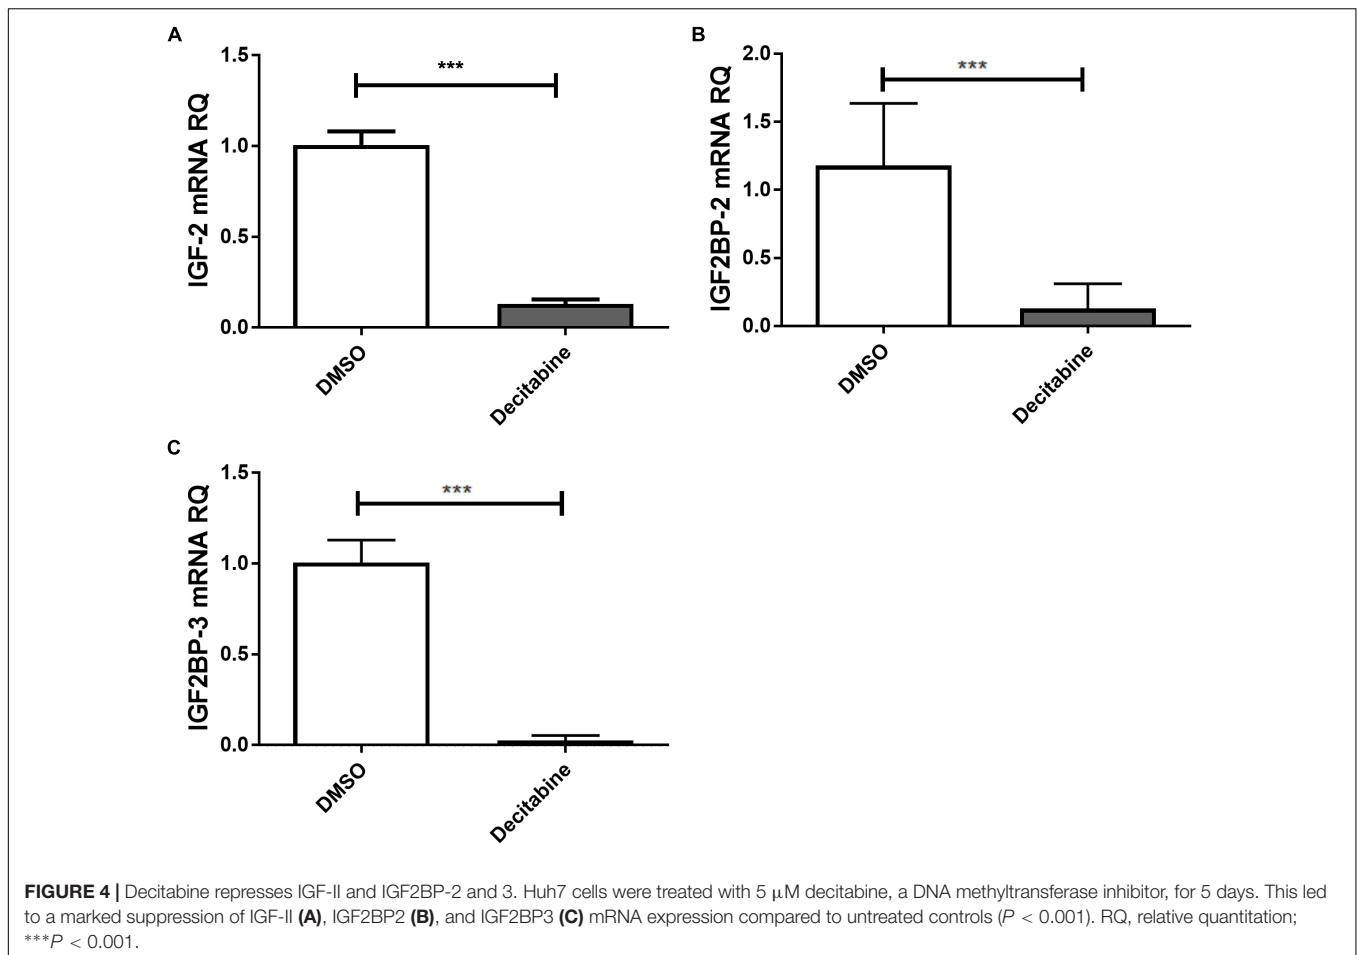 A
IGF-2 mRNA RQ
1.5
1.0
0.5
0.0
***
DMSO
Decitabine
B
IGF2BP-2 mRNA RQ
2.0
1.5
1.0
0.5
0.0
***
DMSO
Decitabine
C
IGF2BP-3 mRNA RQ
1.5
1.0
0.5
0.0
***
DMSO
Decitabine
FIGURE 4 | Decitabine represses IGF-II and IGF2BP-2 and 3. Huh7 cells were treated with 5 μM decitabine, a DNA methyltransferase inhibitor, for 5 days. This led
to a marked suppression of IGF-II (A), IGF2BP2 (B), and IGF2BP3 (C) mRNA expression compared to untreated controls (P < 0.001). RQ, relative quantitation;
***P < 0.001.